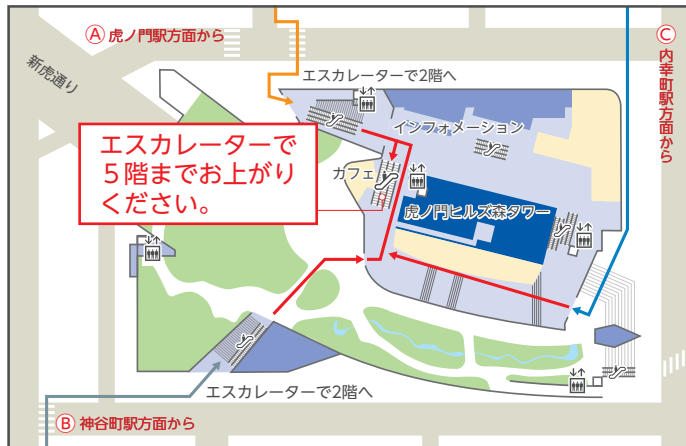 Ⓐ 虎ノ門駅方面から
Ⓒ 内幸町駅方面から
新虎通り
エスカレーターで2階へ
インフォメーション
エスカレーターで
５階までお上がり
ください。
カフェ
虎ノ門ヒルズ森タワー
エスカレーターで2階へ
Ⓑ 神谷町駅方面から